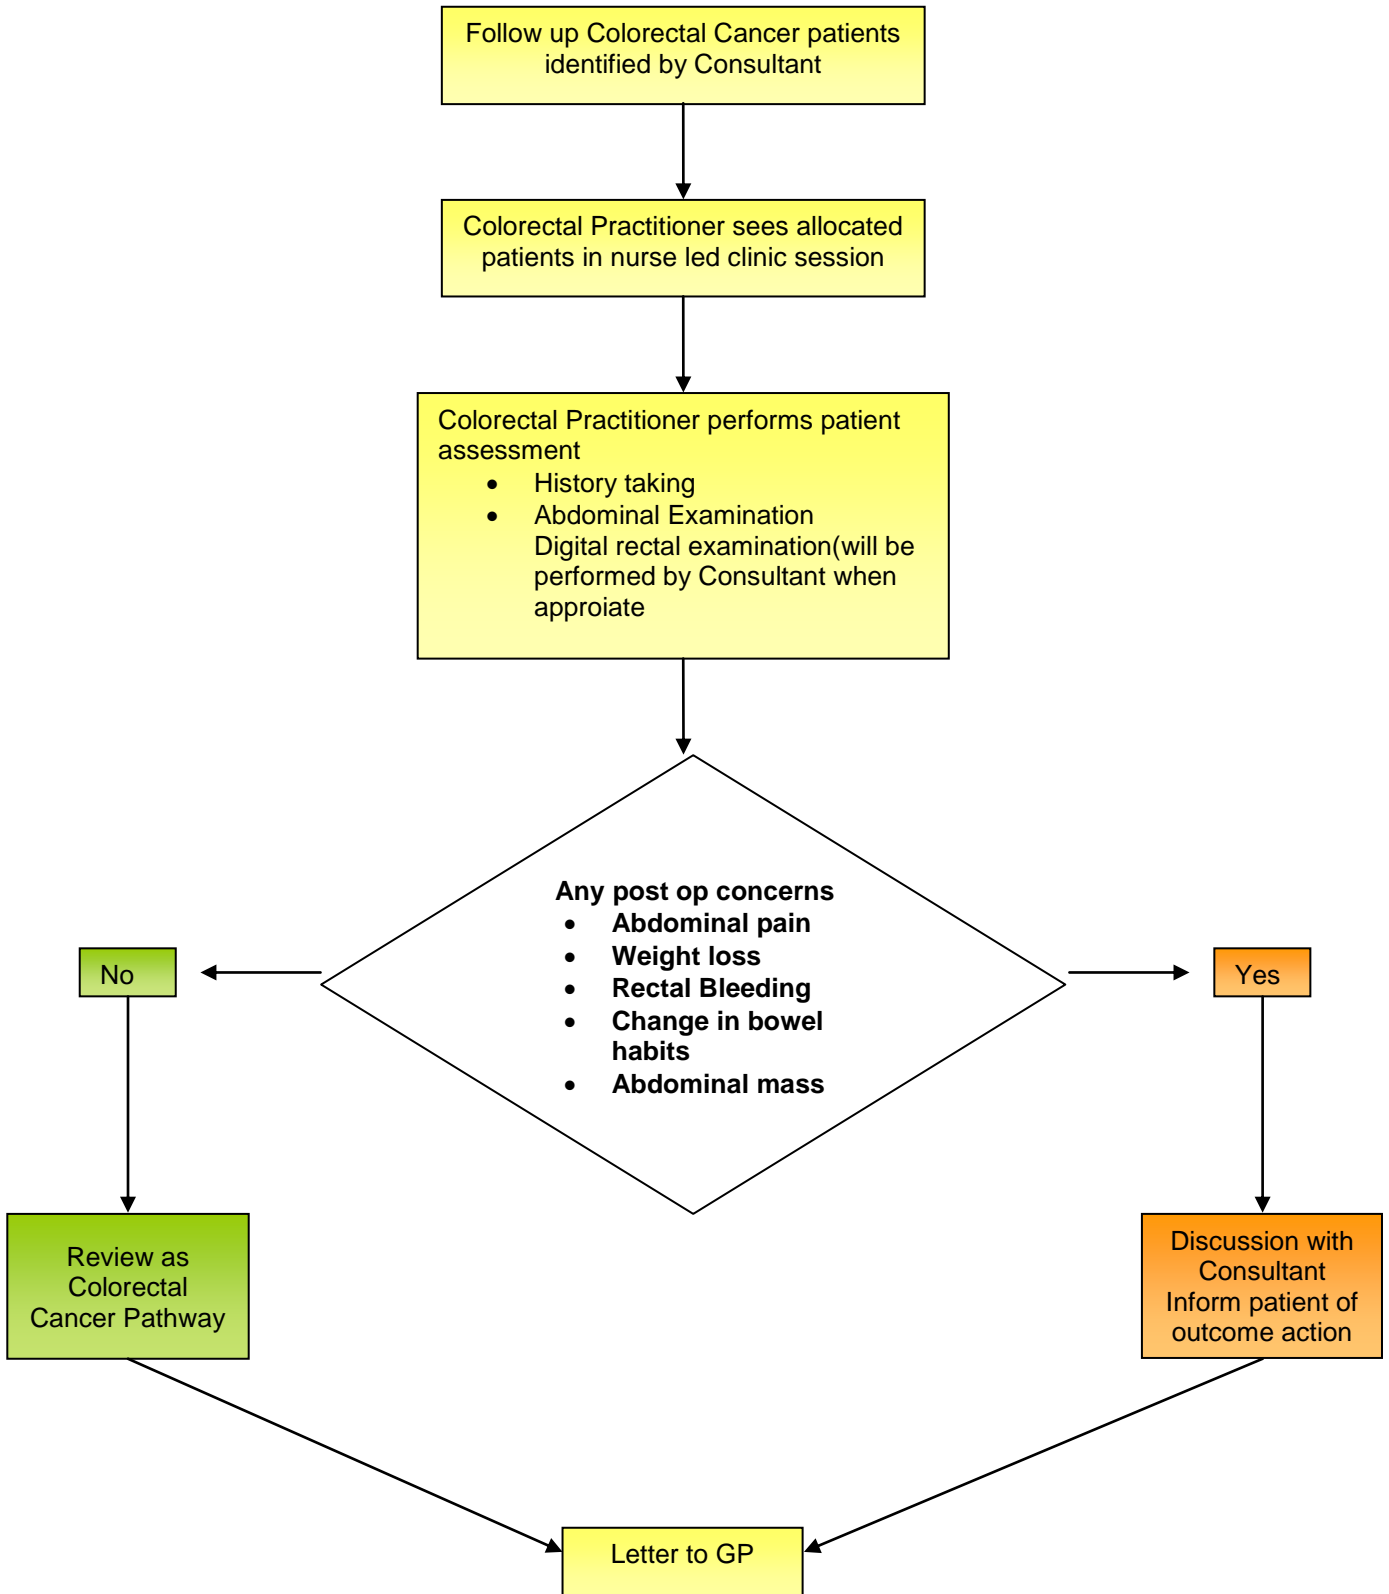 Follow up Colorectal Cancer patients
identified by Consultant
Colorectal Practitioner sees allocated
patients in nurse led clinic session
Colorectal Practitioner performs patient
assessment
• History taking
• Abdominal Examination
Digital rectal examination(will be
performed by Consultant when
approiate
Any post op concerns
• Abdominal pain
• Weight loss
• Rectal Bleeding
• Change in bowel
habits
• Abdominal mass
No
Yes
Review as
Colorectal
Cancer Pathway
Discussion with
Consultant
Inform patient of
outcome action
Letter to GP